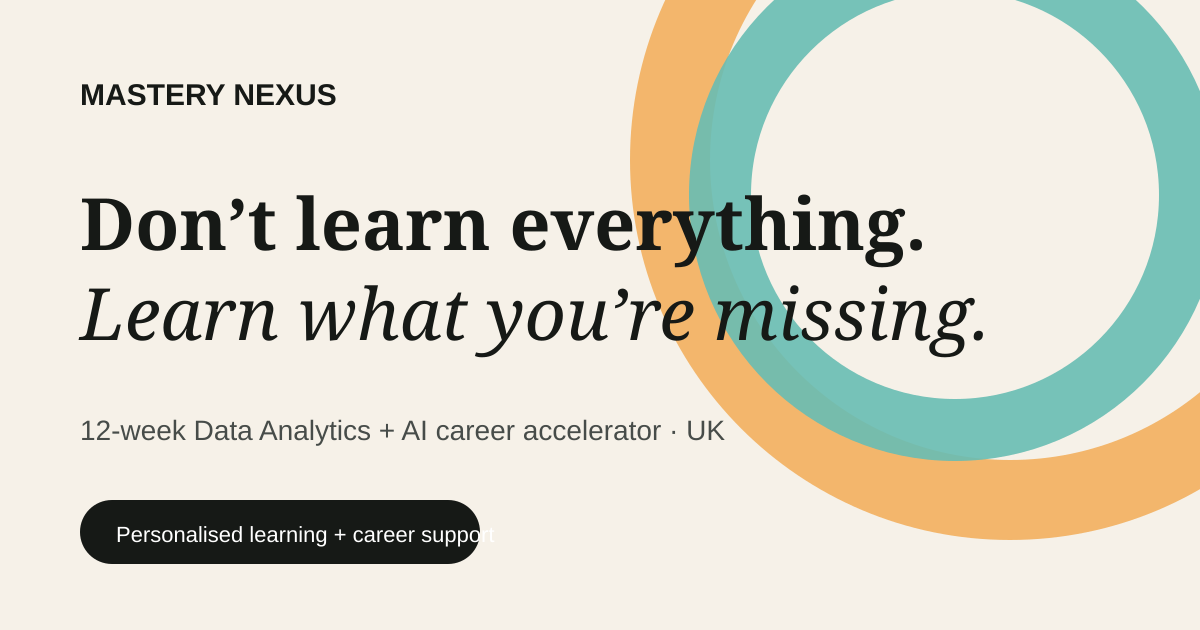 MASTERY NEXUS
Don’t learn everything.
Learn what you’re missing.
12-week Data Analytics + AI career accelerator · UK
Personalised learning + career support